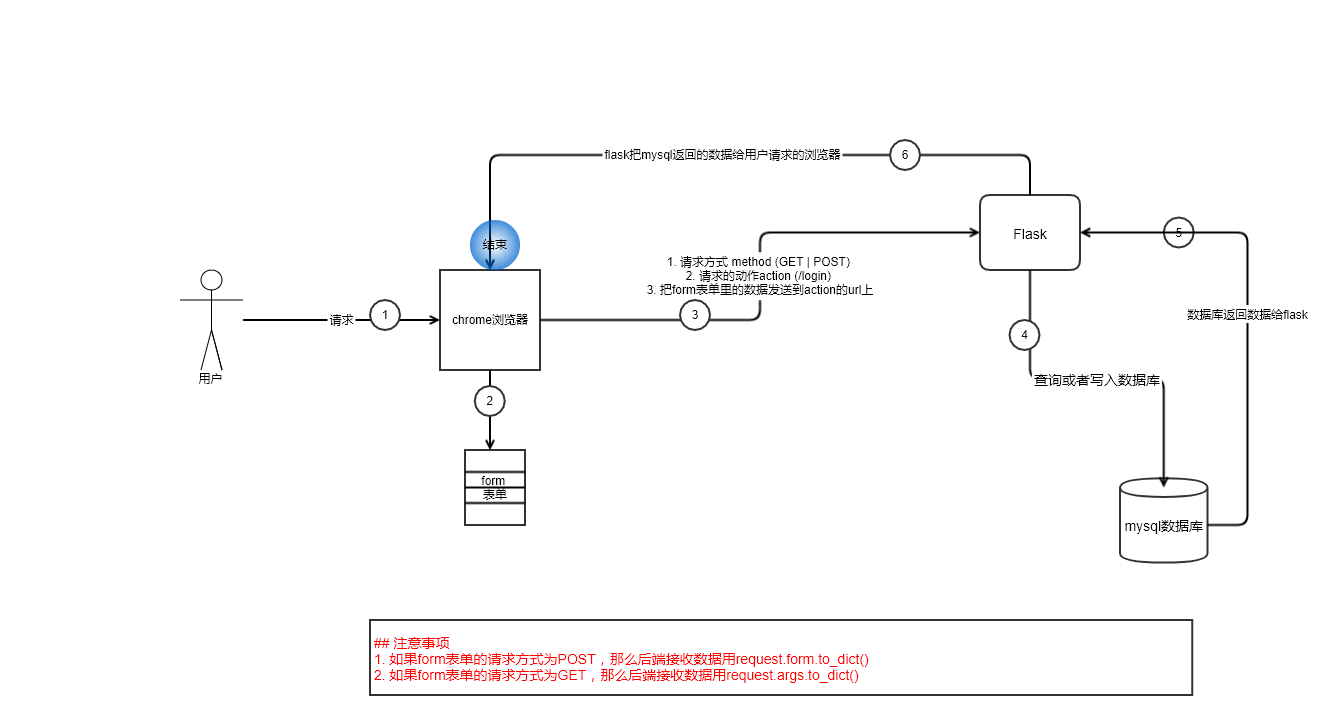 flask把mysql返回的数据给用户请求的浏览器
6
Flask
5
结束
1. 请求方式 method (GET | POST)
2. 请求的动作action (/login)
3. 把form表单里的数据发送到action的url上
请求
1
chrome浏览器
3
数据库返回数据给flask
4
用户
查询或者写入数据库
2
form
表单
mysql数据库
## 注意事项
1. 如果form表单的请求方式为POST，那么后端接收数据用request.form.to_dict()
2. 如果form表单的请求方式为GET，那么后端接收数据用request.args.to_dict()